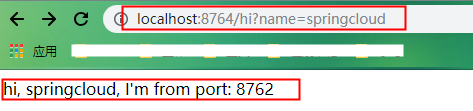 localhost:8764/hi?name=springcloud
应用
hi, springcloud, I'm from port: 8762